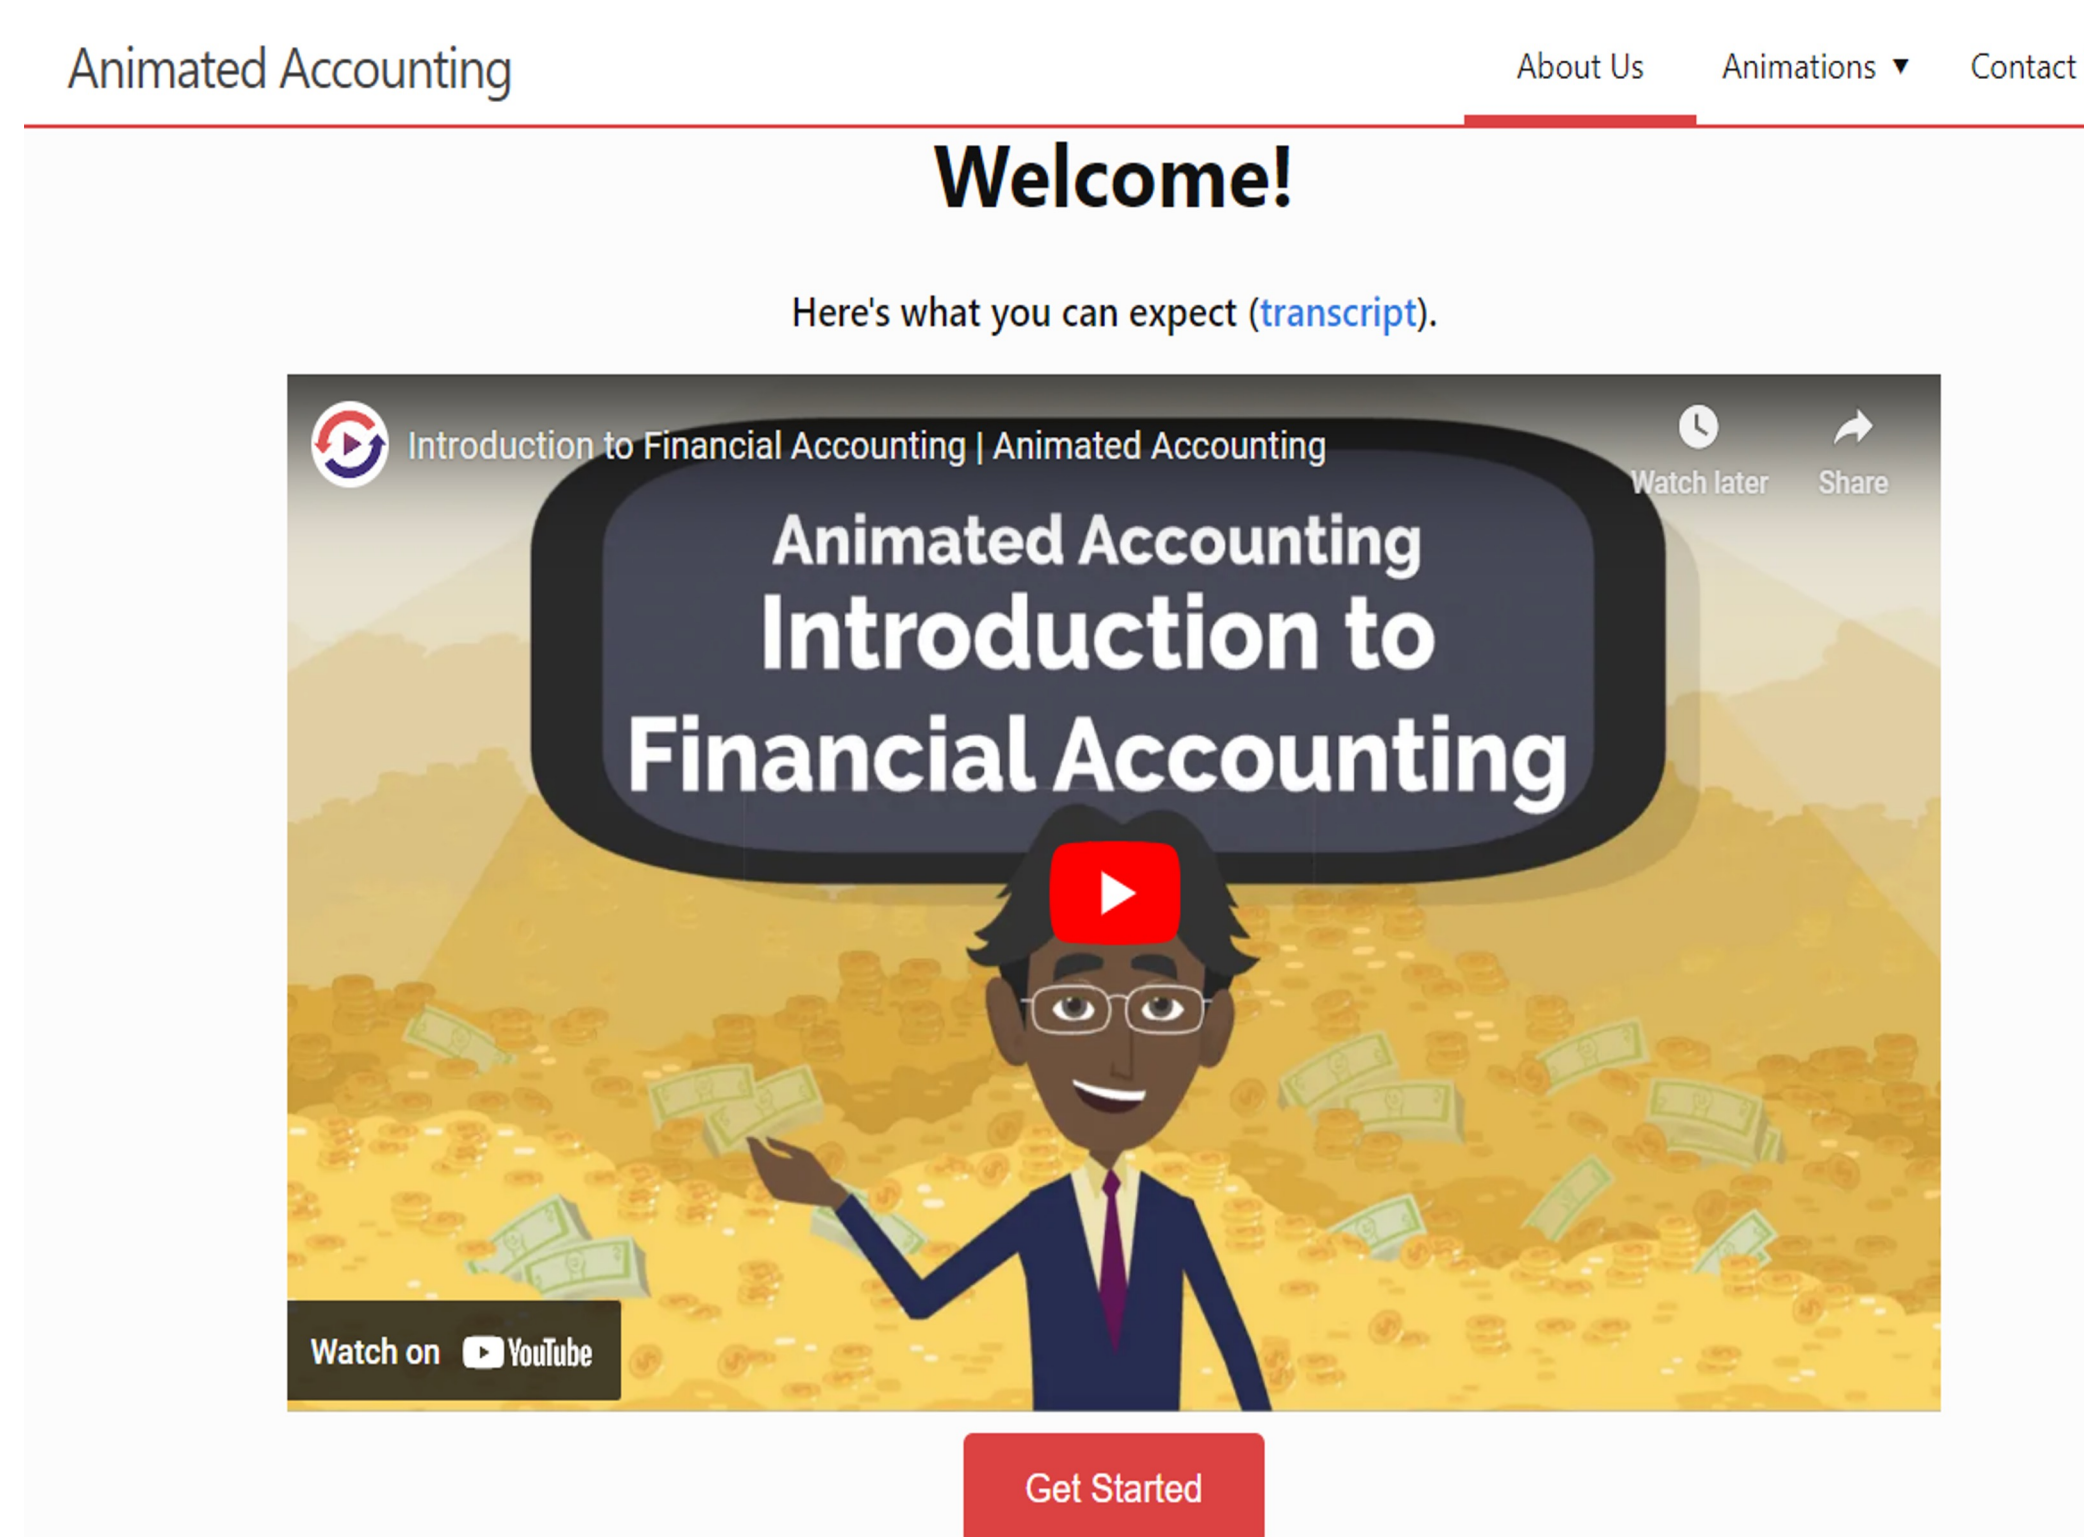 Animated Accounting
About Us Animations ▼ Contact
Welcome!
Here's what you can expect (transcript).
Introduction to Financial Accounting | Animated Accounting
Watch later Share
Animated Accounting
Introduction to
Financial Accounting
Watch on YouTube
Get Started